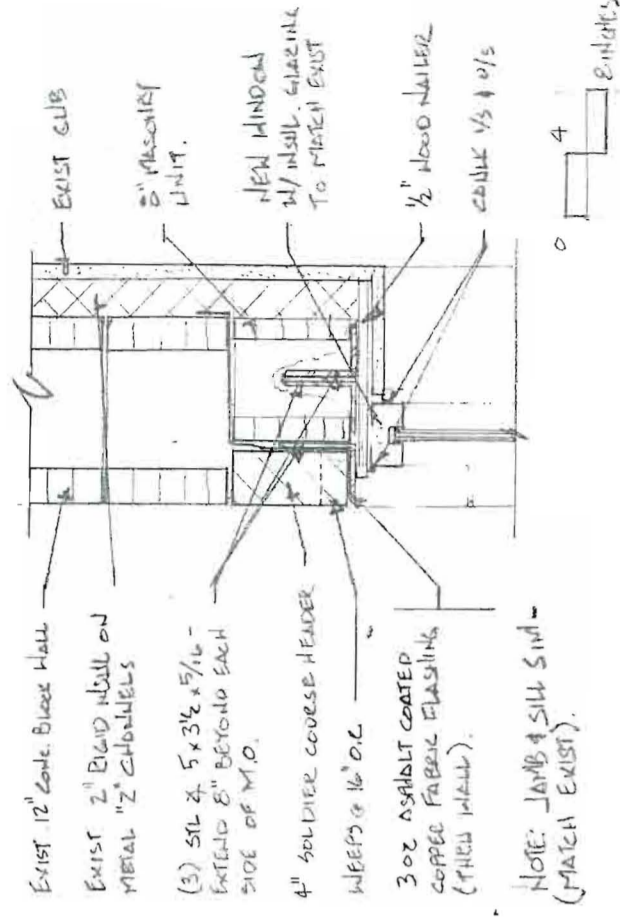 EXIST 12" CONC. BLOCK WALL
EXIST 2" RIGID INSUL ON
METAL "Z" CHANNELS
(3) STL ∠ 5 x 3½ x 5/16 -
EXTEND 8" BEYOND EACH
SIDE OF M.O.
4" SOLDIER COURSE HEADER
WEEPS @ 16" O.C.
3 OZ ASPHALT COATED
COPPER FABRIC FLASHING
(THRU WALL).
NOTE: JAMB & SILL SIM -
(MATCH EXIST).
EXIST GWB
8" MASONRY
UNIT.
NEW WINDOW
W/ INSUL. GLAZING
TO MATCH EXIST
½" WOOD NAILER
CAULK I/S & O/S
0 4 8 INCHES